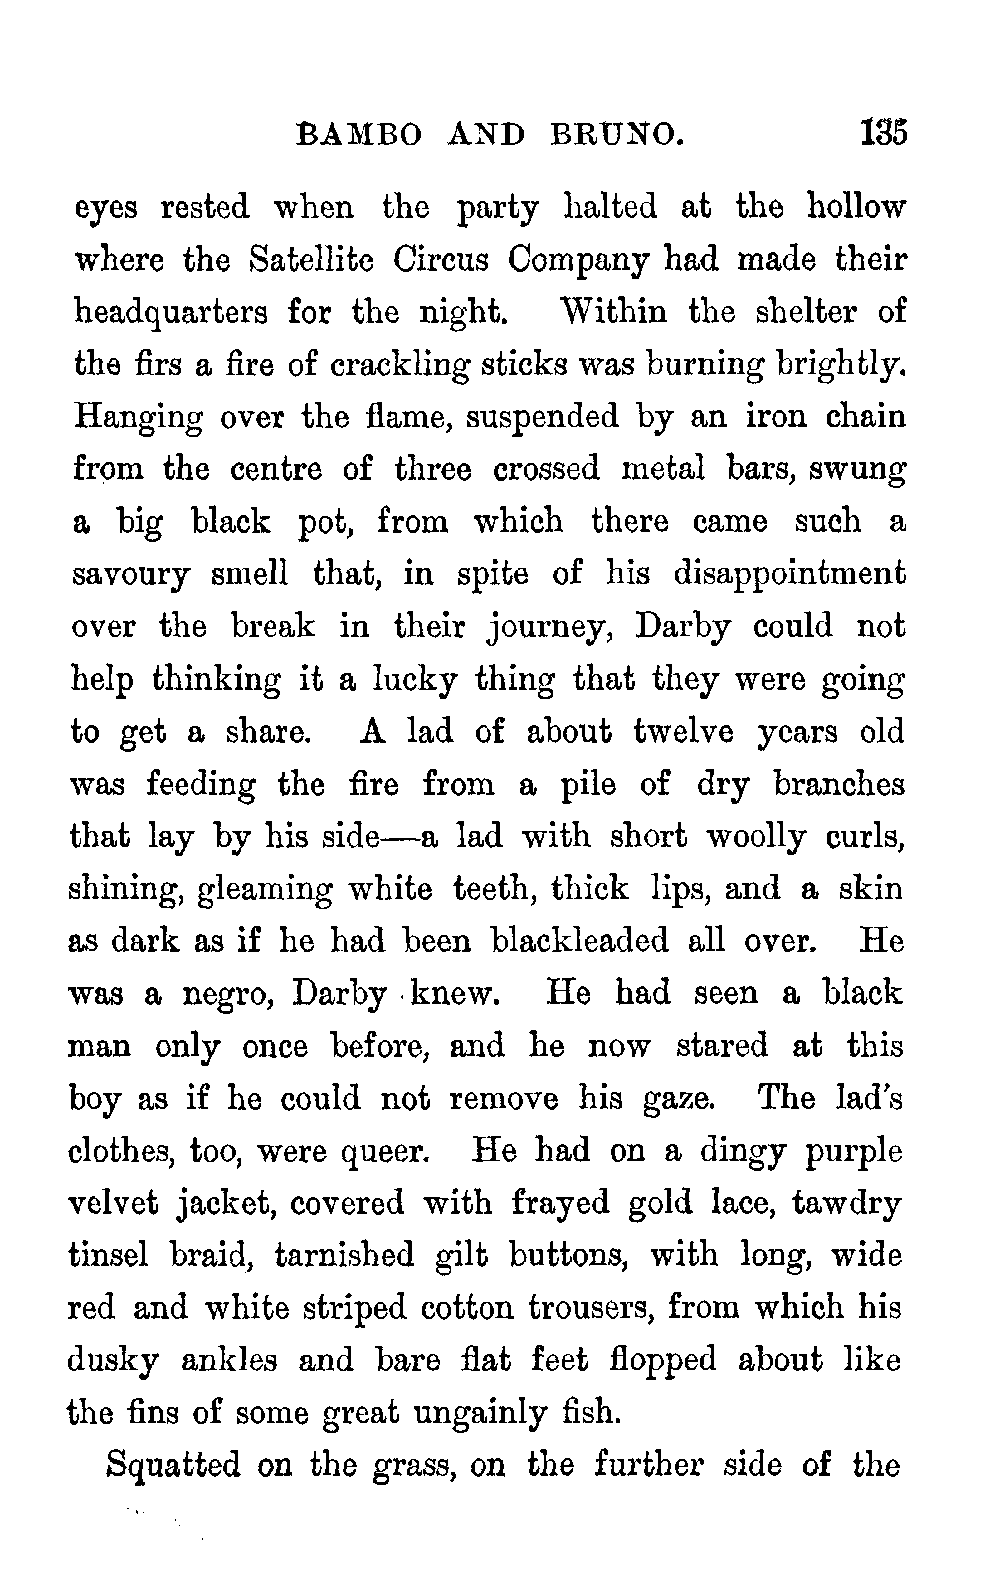 BAMBO AND BRUNO. 135
eyes rested when the party halted at the hollow
where the Satellite Circus Company had made their
headquarters for the night. Within the shelter of
the firs a fire of crackling sticks was burning brightly.
Hanging over the flame, suspended by an iron chain
from the centre of three crossed metal bars, swung
a big black pot, from which there came such a
savoury smell that, in spite of his disappointment
over the break in their journey, Darby could not
help thinking it a lucky thing that they were going
to get a share. A lad of about twelve years old
was feeding the fire from a pile of dry branches
that lay by his side—a lad with short woolly curls,
shining, gleaming white teeth, thick lips, and a skin
as dark as if he had been blackleaded all over. He
was a negro, Darby knew. He had seen a black
man only once before, and he now stared at this
boy as if he could not remove his gaze. The lad's
clothes, too, were queer. He had on a dingy purple
velvet jacket, covered with frayed gold lace, tawdry
tinsel braid, tarnished gilt buttons, with long, wide
red and white striped cotton trousers, from which his
dusky ankles and bare flat feet flopped about like
the fins of some great ungainly fish.
Squatted on the grass, on the further side of the